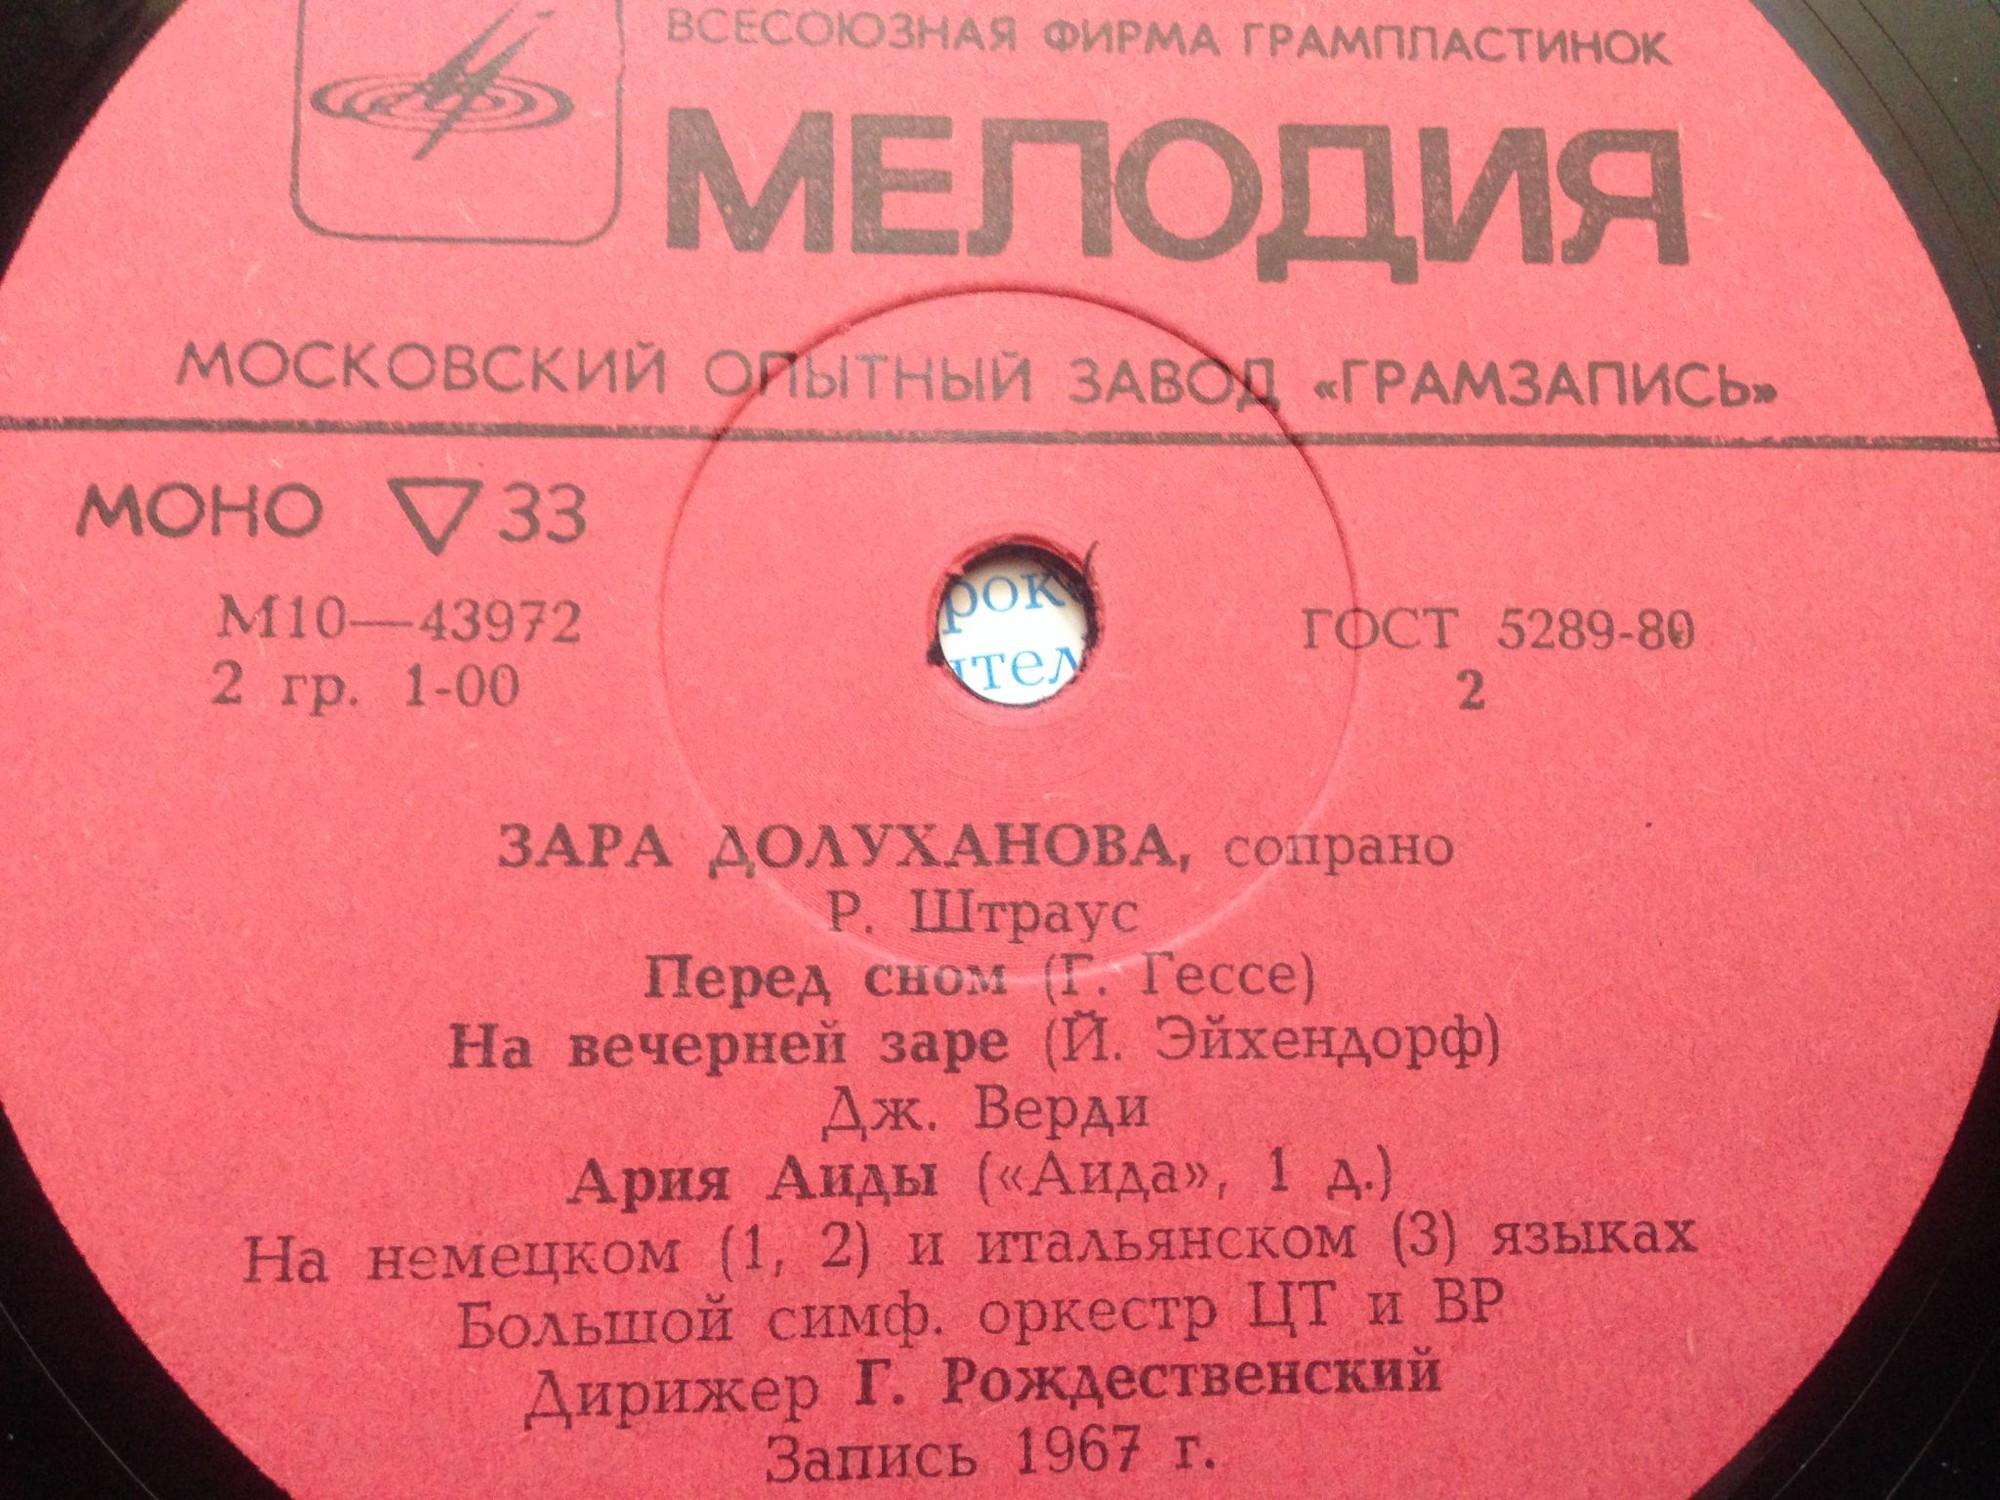 ВСЕСОЮЗНАЯ ФИРМА ГРАМПЛАСТИНОК
МЕЛОДИЯ
МОСКОВСКИЙ ОПЫТНЫЙ ЗАВОД «ГРАМЗАПИСЬ»
МОНО ▽ 33
М10—43972
2 гр. 1-00
ГОСТ 5289-80
2
ЗАРА ДОЛУХАНОВА, сопрано
Р. Штраус
Перед сном (Г. Гессе)
На вечерней заре (Й. Эйхендорф)
Дж. Верди
Ария Аиды («Аида», 1 д.)
На немецком (1, 2) и итальянском (3) языках
Большой симф. оркестр ЦТ и ВР
Дирижер Г. Рождественский
Запись 1967 г.